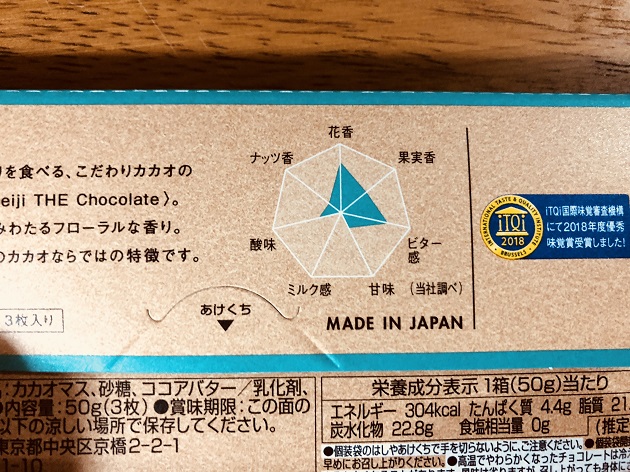 花香
ナッツ香
果実香
を食べる、こだわりカカオの
eiji THE Chocolate〉。
みわたるフローラルな香り。
のカカオならではの特徴です。
酸味
ビター感
ミルク感
甘味
(当社調べ)
INTERNATIONAL TASTE & QUALITY INSTITUTE
iTQi
2018
BRUSSELS
iTQi国際味覚審査機構
にて2018年度優秀
味覚賞受賞しました!
3枚入り
あけくち
MADE IN JAPAN
カカオマス、砂糖、ココアバター/乳化剤、
●内容量:50g(3枚) ●賞味期限:この面の
以下の涼しい場所で保存してください。
東京都中央区京橋2-2-1
栄養成分表示 1箱(50g)当たり
エネルギー 304kcal たんぱく質 4.4g 脂質 21.
炭水化物 22.8g 食塩相当量 0g (推定
●個装袋のはしやあけくちで手を切らないように、ご注意ください。●個装袋
早めにお召し上がりください。●高温でやわらかくなったチョコレートは冷